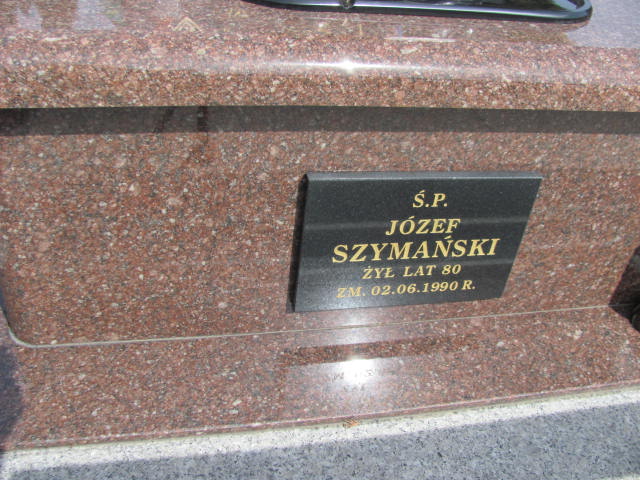 Ś.P.
JÓZEF
SZYMAŃSKI
ŻYŁ LAT 80
ZM. 02.06.1990 R.